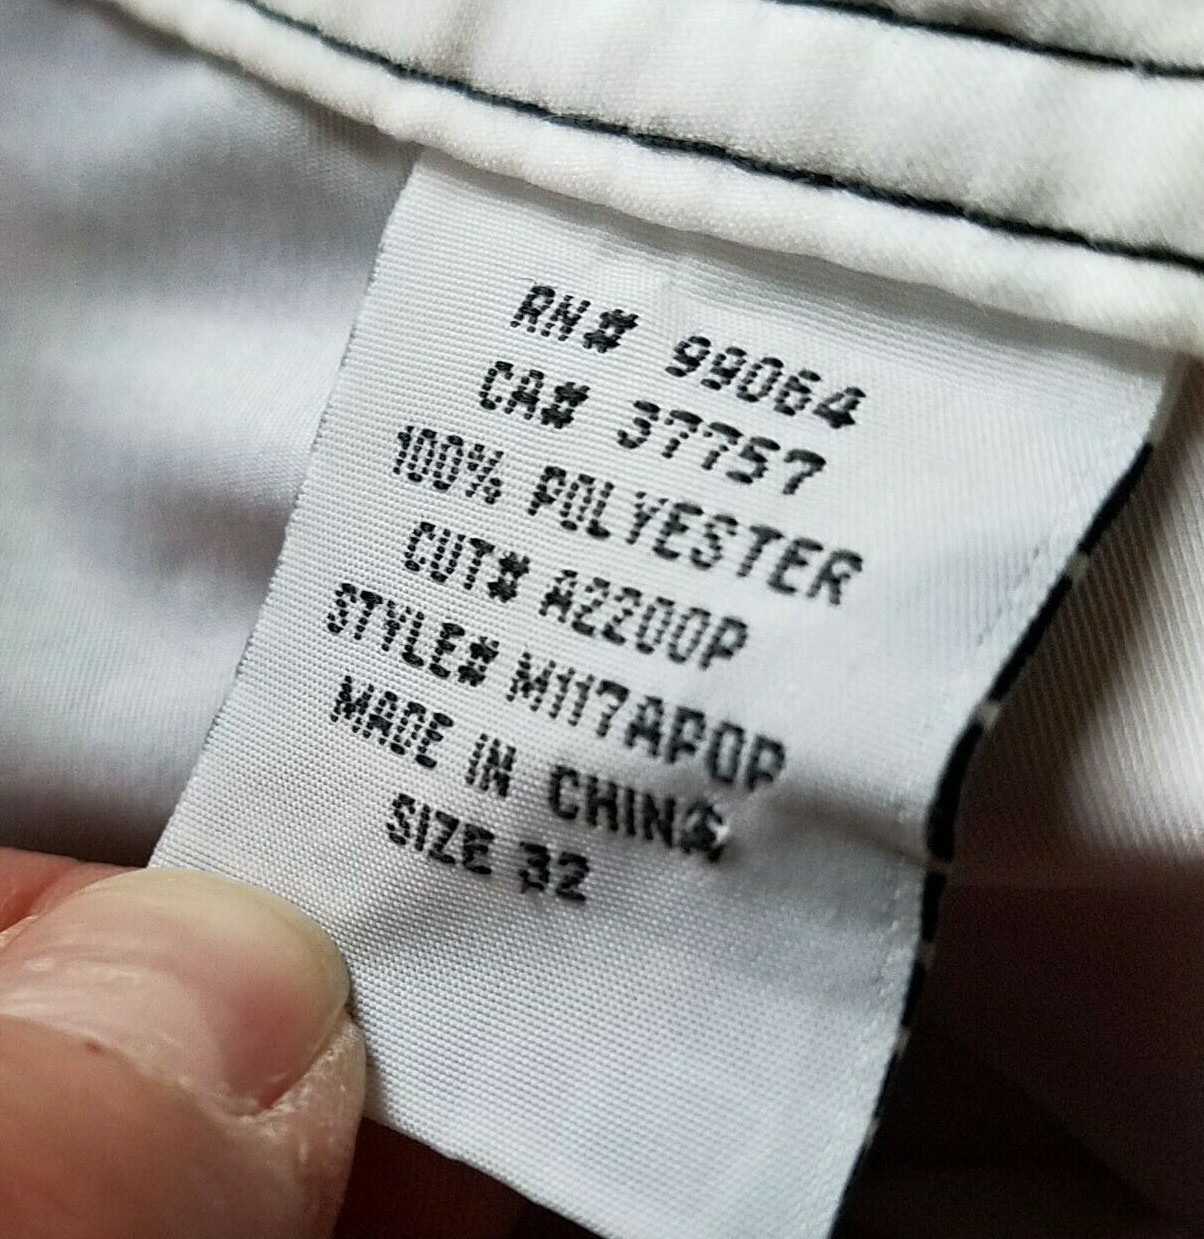 RN# 99064
CA# 37757
100% POLYESTER
CUT# A2200P
STYLE# M117APOP
MADE IN CHINA
SIZE 32